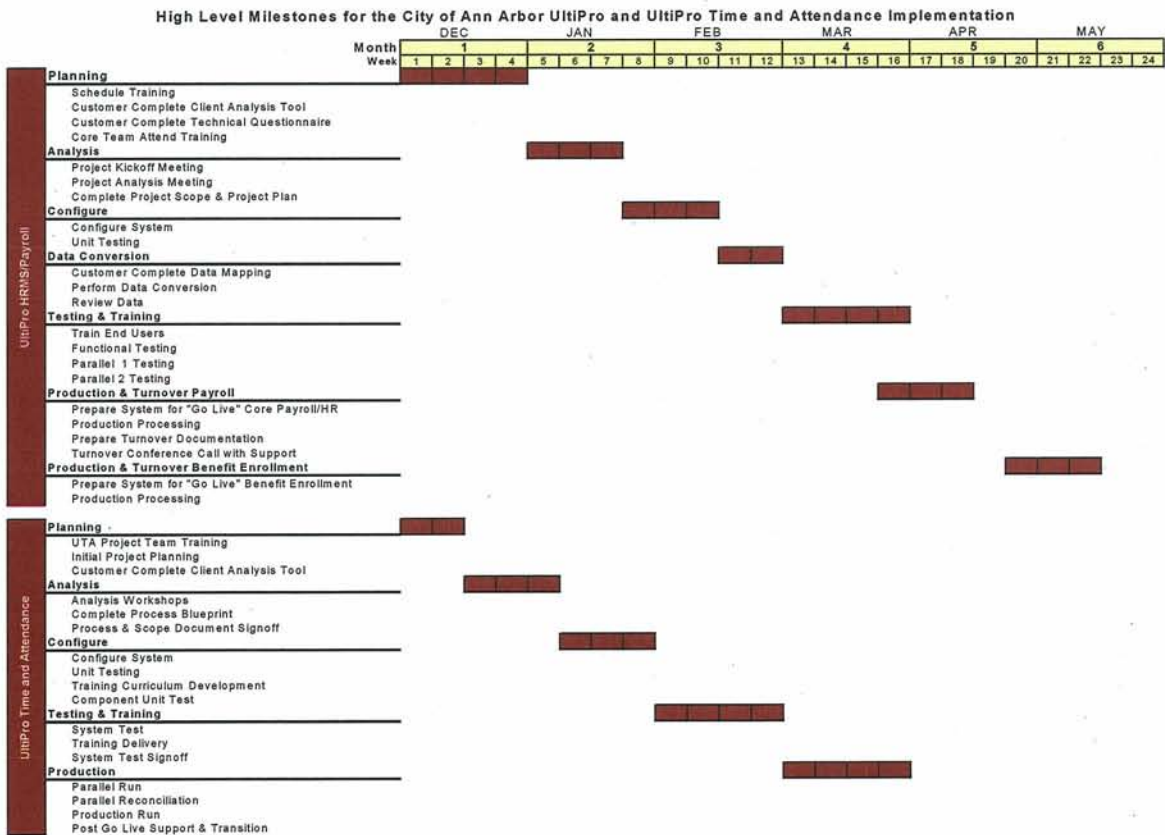 High Level Milestones for the City of Ann Arbor UltiPro and UltiPro Time and Attendance Implementation
DEC JAN FEB MAR APR MAY
Month 1 2 3 4 5 6
Week 1 2 3 4 5 6 7 8 9 10 11 12 13 14 15 16 17 18 19 20 21 22 23 24
UltiPro HRMS/Payroll
Planning
Schedule Training
Customer Complete Client Analysis Tool
Customer Complete Technical Questionnaire
Core Team Attend Training
Analysis
Project Kickoff Meeting
Project Analysis Meeting
Complete Project Scope & Project Plan
Configure
Configure System
Unit Testing
Data Conversion
Customer Complete Data Mapping
Perform Data Conversion
Review Data
Testing & Training
Train End Users
Functional Testing
Parallel 1 Testing
Parallel 2 Testing
Production & Turnover Payroll
Prepare System for "Go Live" Core Payroll/HR
Production Processing
Prepare Turnover Documentation
Turnover Conference Call with Support
Production & Turnover Benefit Enrollment
Prepare System for "Go Live" Benefit Enrollment
Production Processing
UltiPro Time and Attendance
Planning
UTA Project Team Training
Initial Project Planning
Customer Complete Client Analysis Tool
Analysis
Analysis Workshops
Complete Process Blueprint
Process & Scope Document Signoff
Configure
Configure System
Unit Testing
Training Curriculum Development
Component Unit Test
Testing & Training
System Test
Training Delivery
System Test Signoff
Production
Parallel Run
Parallel Reconciliation
Production Run
Post Go Live Support & Transition